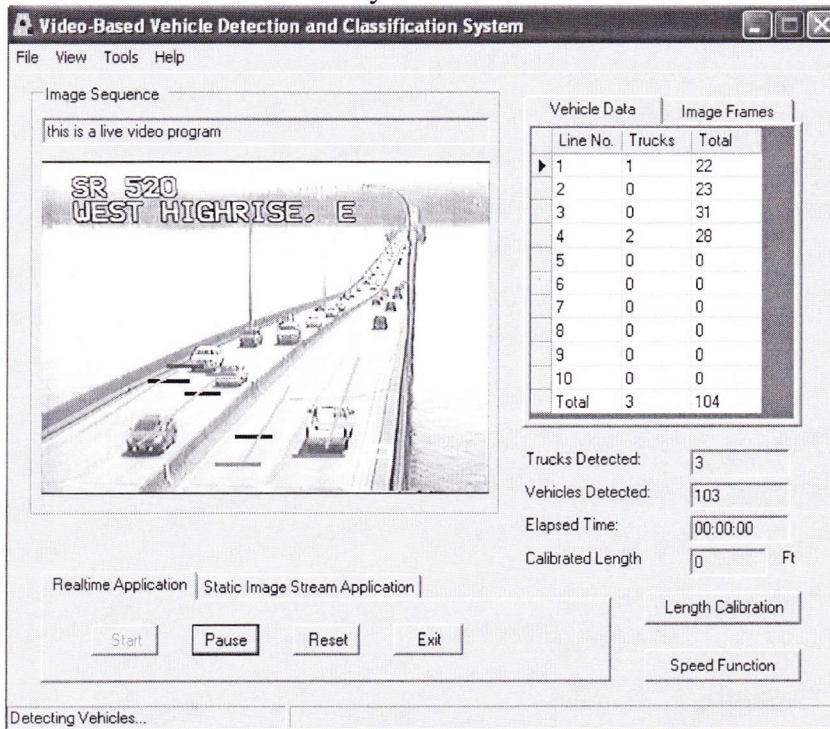 Video-Based Vehicle Detection and Classification System
File View Tools Help
Image Sequence
this is a live video program
SR 520
WEST HIGHRISE, E
Vehicle Data Image Frames
Line No. Trucks Total
1 1 22
2 0 23
3 0 31
4 2 28
5 0 0
6 0 0
7 0 0
8 0 0
9 0 0
10 0 0
Total 3 104
Trucks Detected: 3
Vehicles Detected: 103
Elapsed Time: 00:00:00
Calibrated Length 0 Ft
Realtime Application Static Image Stream Application
Start Pause Reset Exit
Length Calibration
Speed Function
Detecting Vehicles...